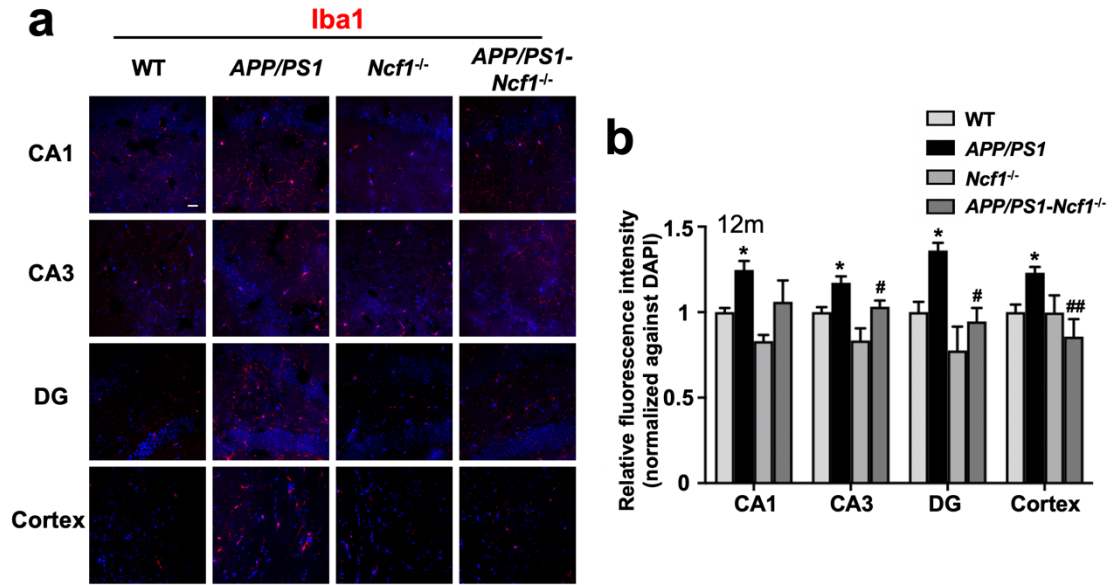 a
Iba1
WT
APP/PS1
Ncf1-/-
APP/PS1-
Ncf1-/-
CA1
CA3
DG
Cortex
b
WT
APP/PS1
Ncf1-/-
APP/PS1-Ncf1-/-
Relative fluorescence intensity
(normalized against DAPI)
12m
1.5
1
0.5
0
*
*
#
*
#
*
##
CA1
CA3
DG
Cortex